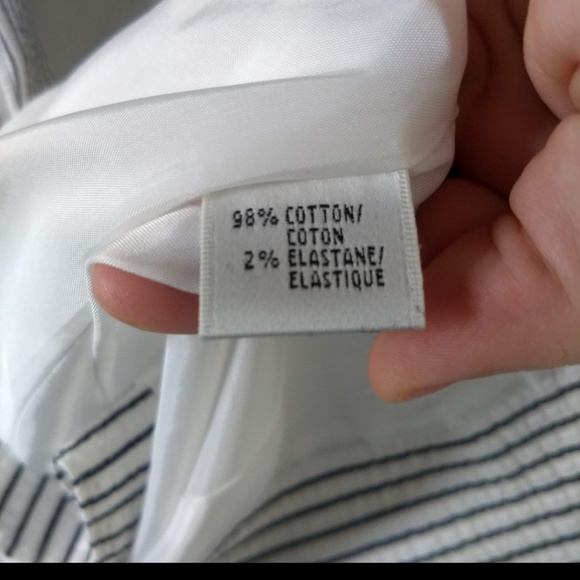 98% COTTON/
COTON
2% ELASTANE/
ELASTIQUE